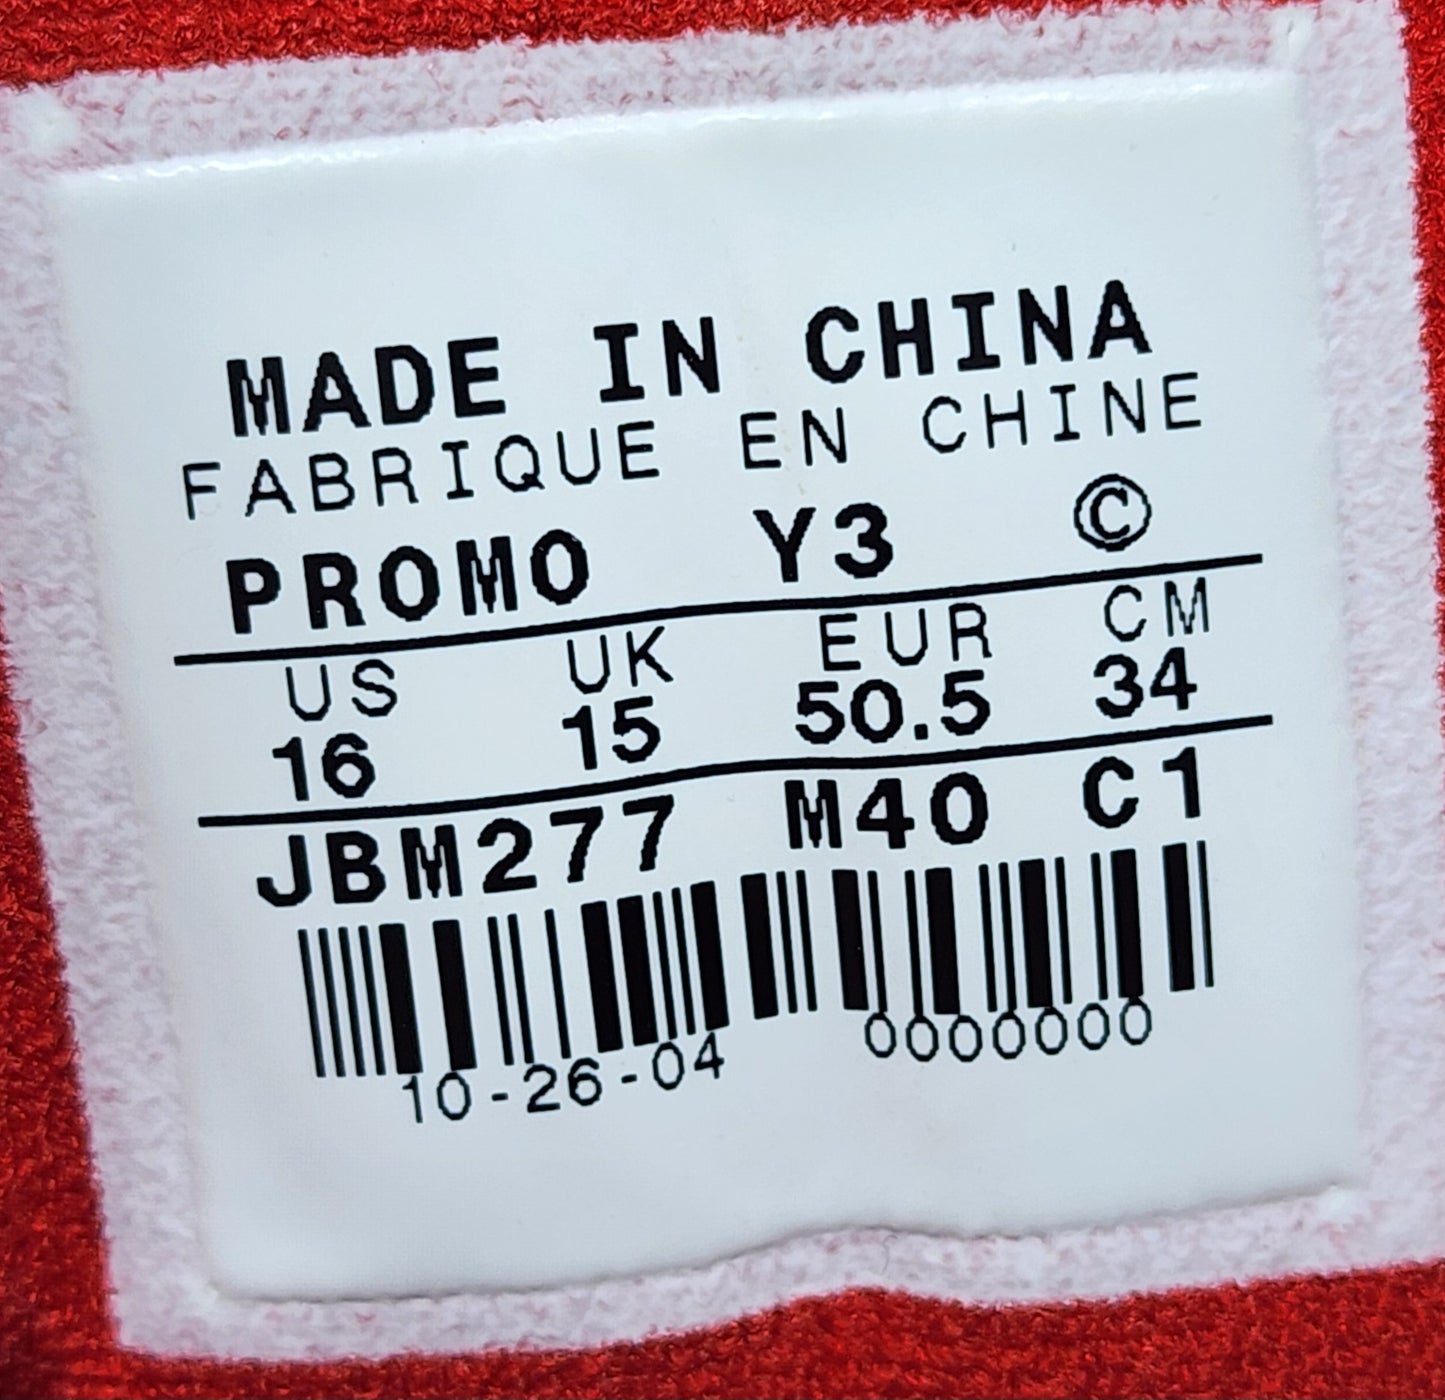 MADE IN CHINA
FABRIQUE EN CHINE
PROMO Y3 ©
US UK EUR CM
16 15 50.5 34
JBM277 M40 C1
10-26-04 0000000